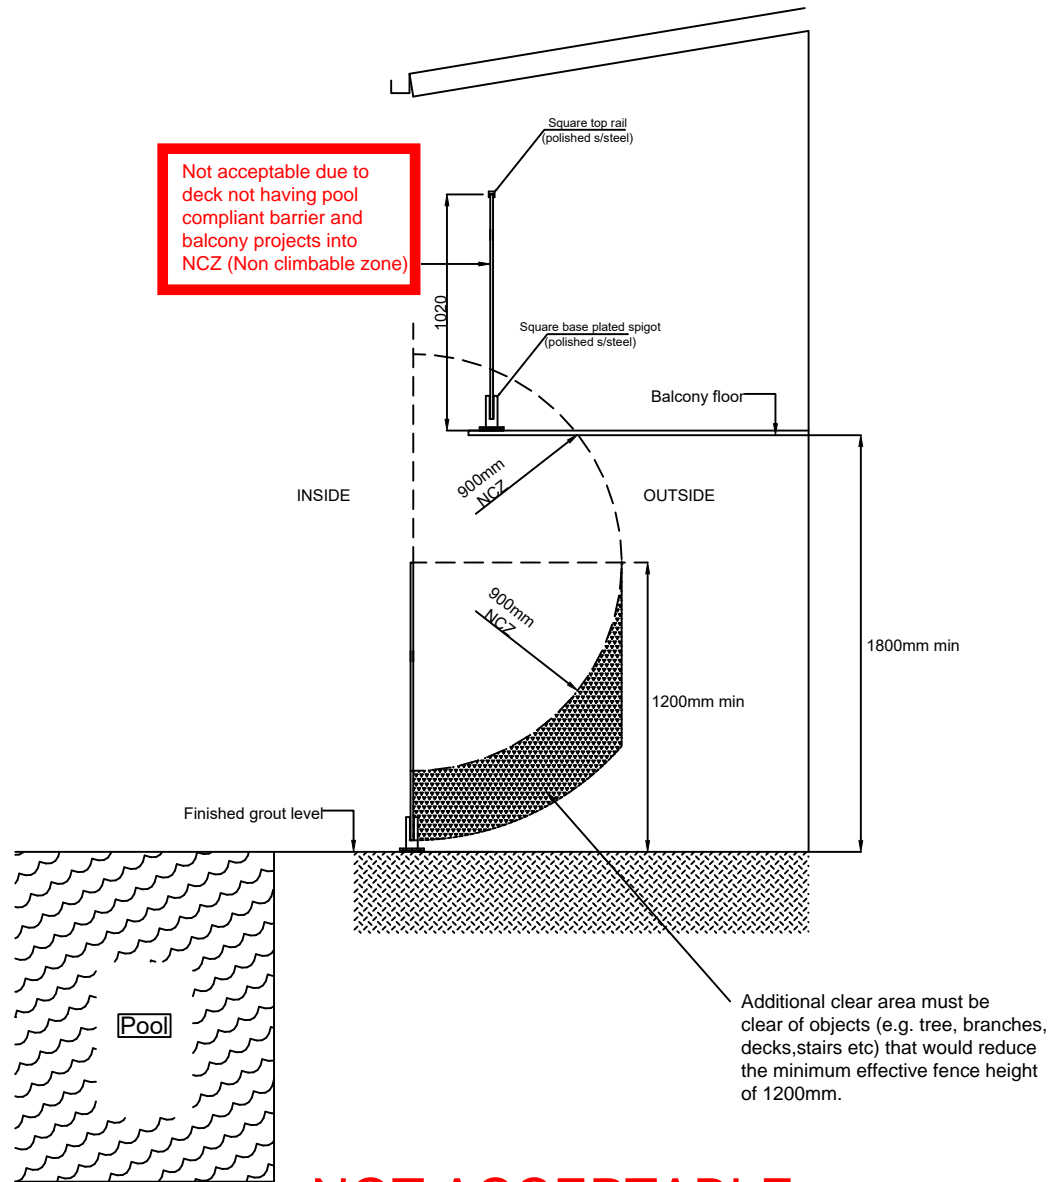 Square top rail
(polished s/steel)
Not acceptable due to
deck not having pool
compliant barrier and
balcony projects into
NCZ (Non climbable zone)
1020
Square base plated spigot
(polished s/steel)
Balcony floor
900mm
NCZ
INSIDE
OUTSIDE
900mm
NCZ
1800mm min
1200mm min
Finished grout level
Pool
Additional clear area must be
clear of objects (e.g. tree, branches,
decks,stairs etc) that would reduce
the minimum effective fence height
of 1200mm.
NOT ACCEPTABLE